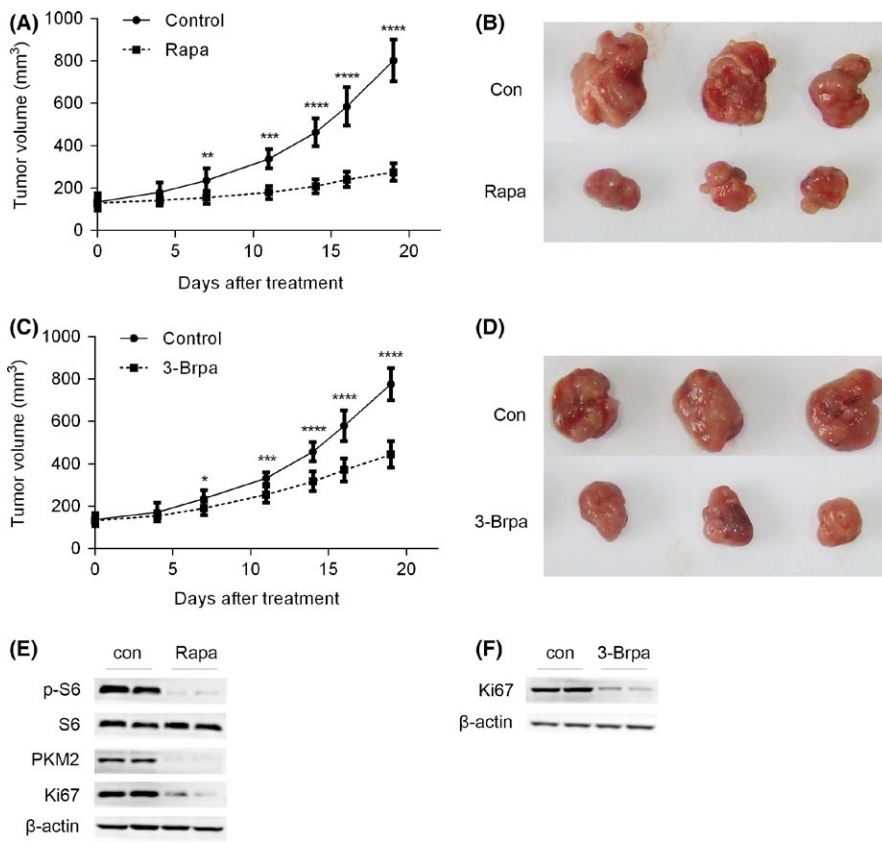 (A)
Tumor volume (mm³)
1000
800
600
400
200
0
Control
Rapa
**
***
****
****
****
0 5 10 15 20
Days after treatment
(B)
Con
Rapa
(C)
Tumor volume (mm³)
1000
800
600
400
200
0
Control
3-Brpa
*
***
****
****
****
0 5 10 15 20
Days after treatment
(D)
Con
3-Brpa
(E)
con Rapa
p-S6
S6
PKM2
Ki67
β-actin
(F)
con 3-Brpa
Ki67
β-actin